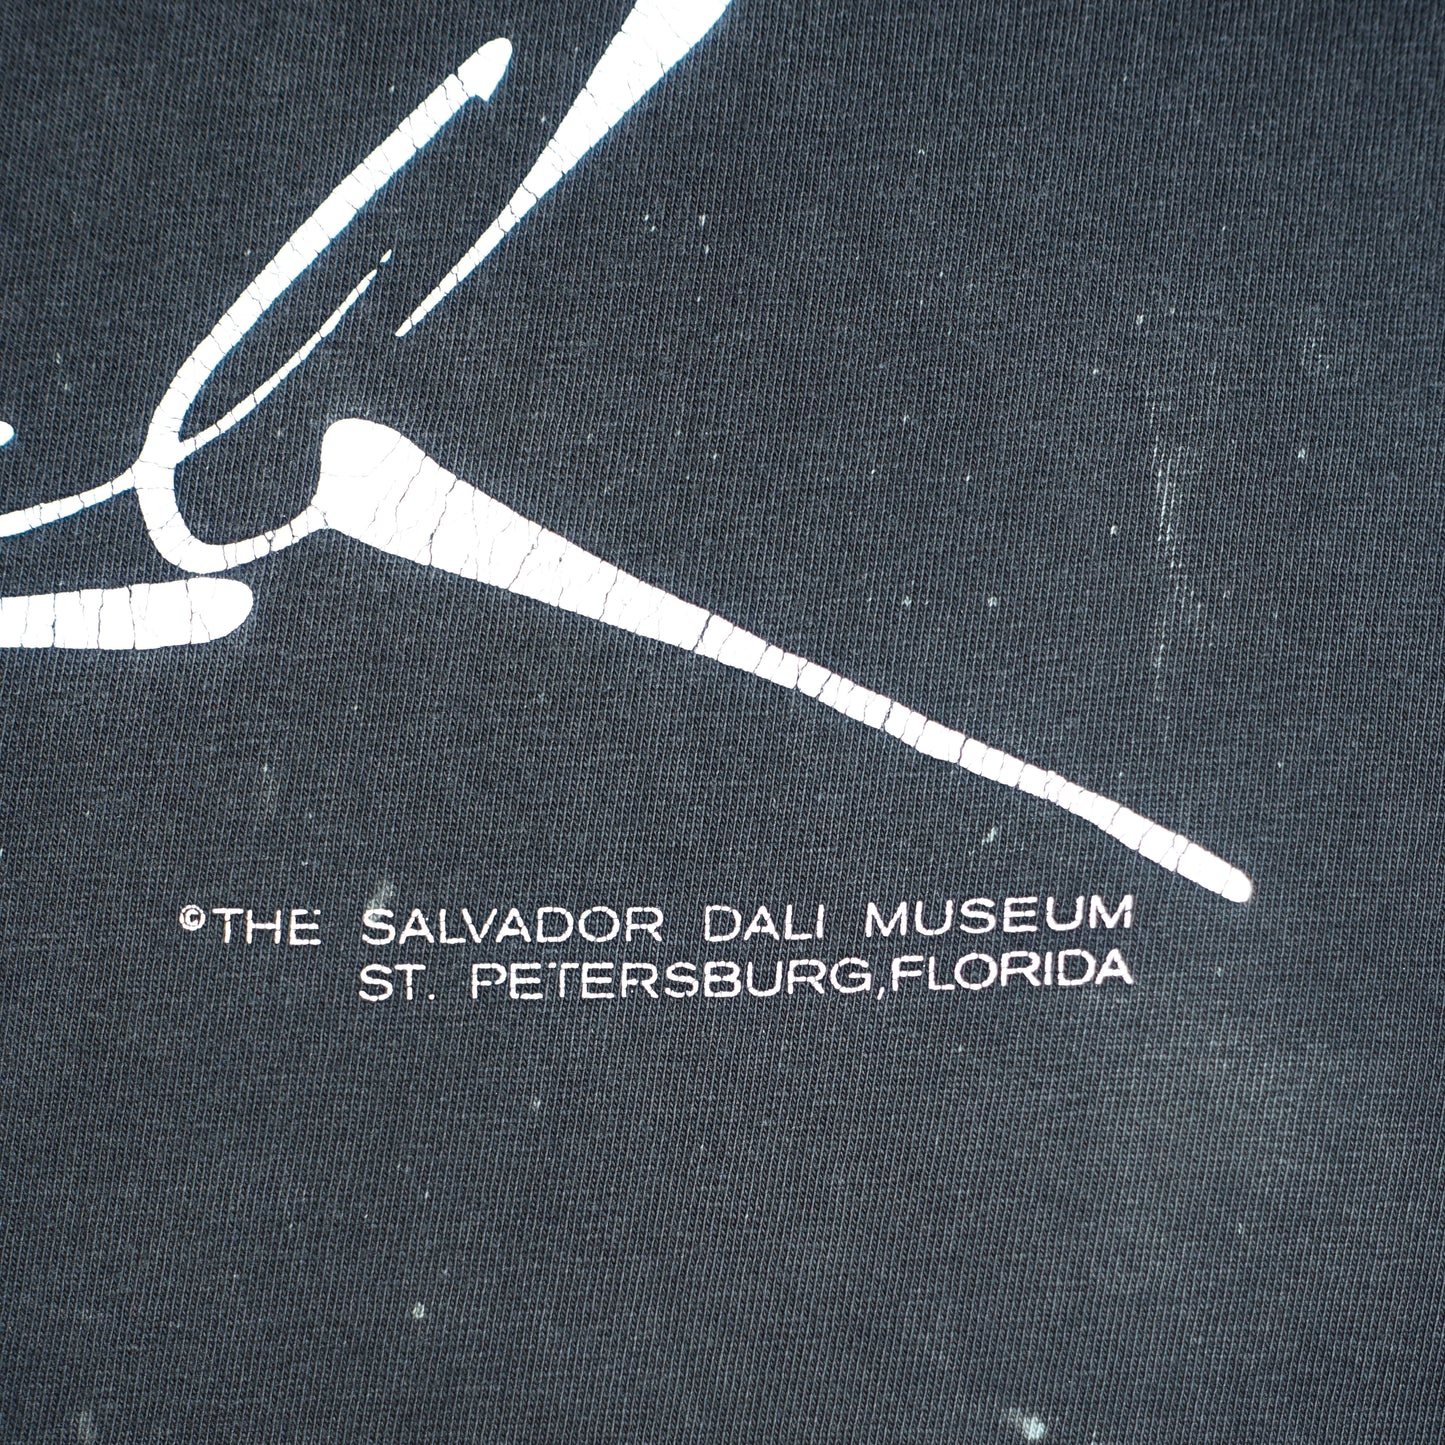 ©THE SALVADOR DALI MUSEUM
ST. PETERSBURG,FLORIDA